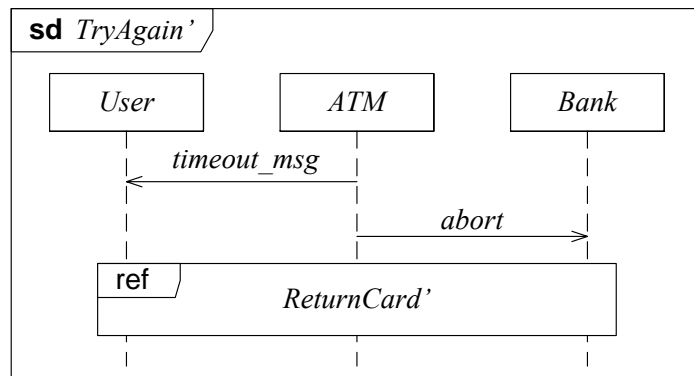 sd TryAgain’
User
ATM
Bank
timeout_msg
abort
ref
ReturnCard’